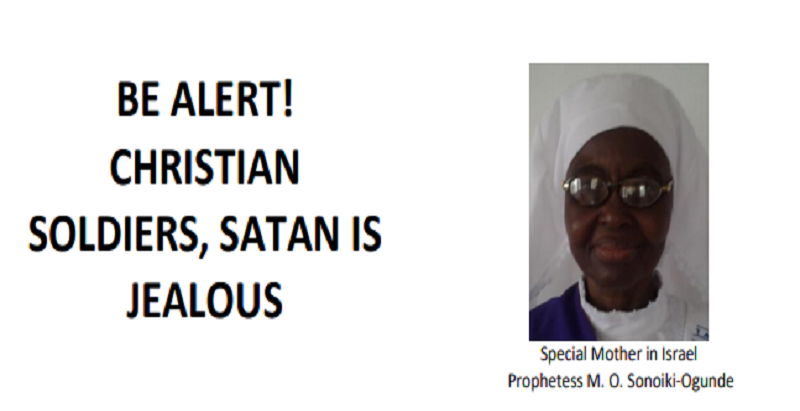 BE ALERT!
CHRISTIAN
SOLDIERS, SATAN IS
JEALOUS
Special Mother in Israel
Prophetess M. O. Sonoiki-Ogunde